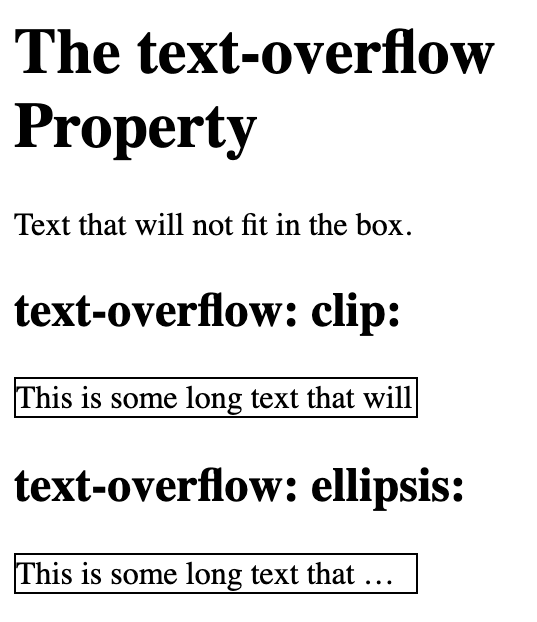 The text-overflow
Property
Text that will not fit in the box.
text-overflow: clip:
This is some long text that will
text-overflow: ellipsis:
This is some long text that …